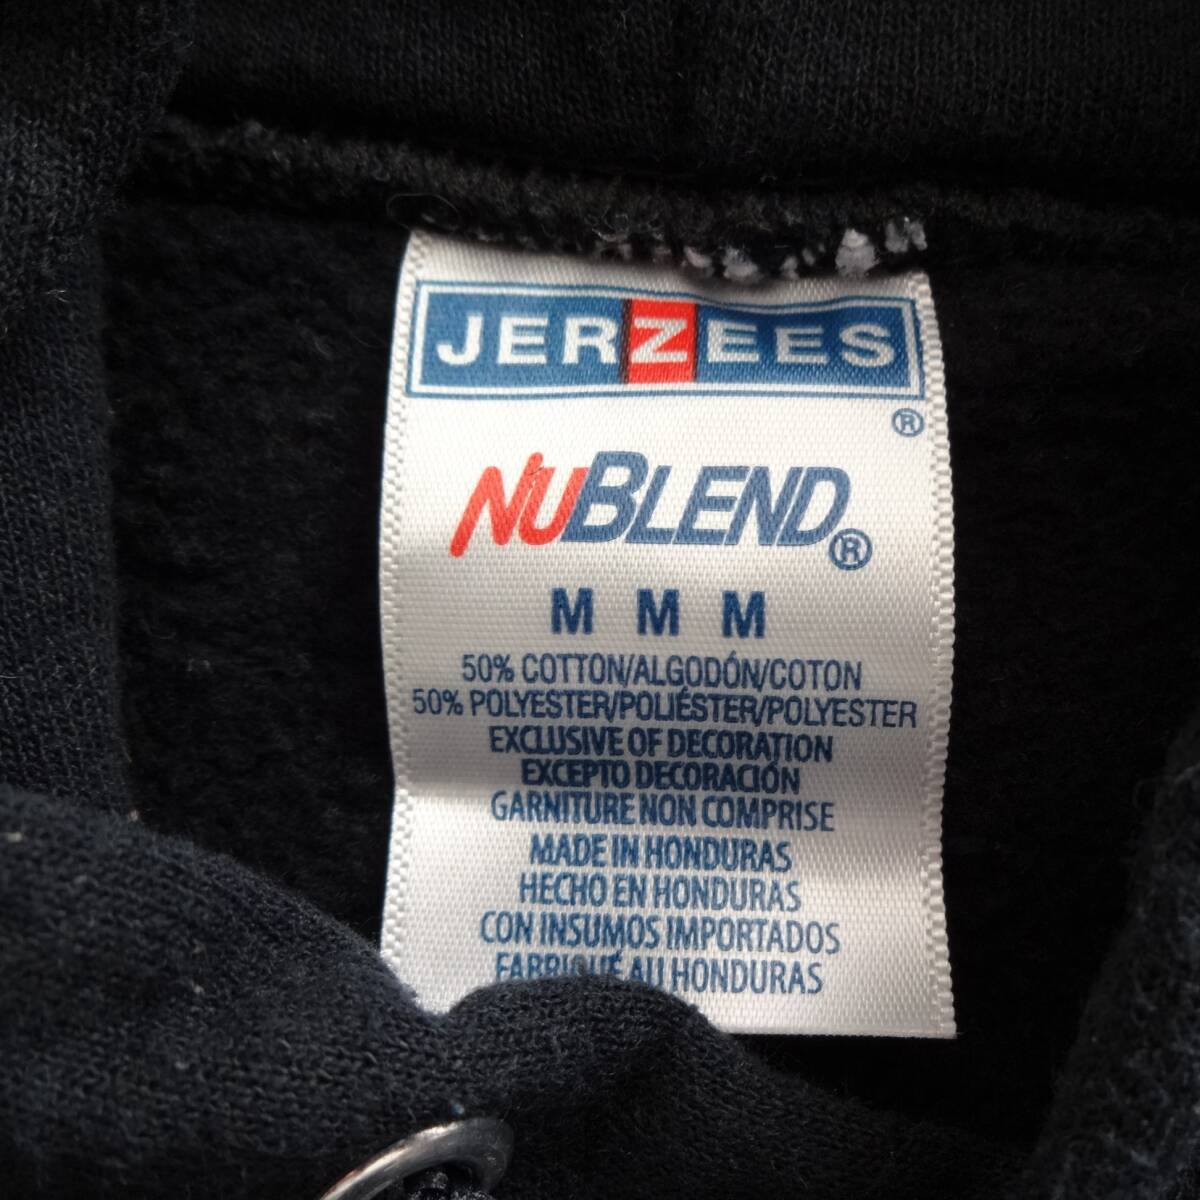 JERZEES
®
NUBLEND®
M M M
50% COTTON/ALGODÓN/COTON
50% POLYESTER/POLIÉSTER/POLYESTER
EXCLUSIVE OF DECORATION
EXCEPTO DECORACIÓN
GARNITURE NON COMPRISE
MADE IN HONDURAS
HECHO EN HONDURAS
CON INSUMOS IMPORTADOS
FABRIQUÉ AU HONDURAS